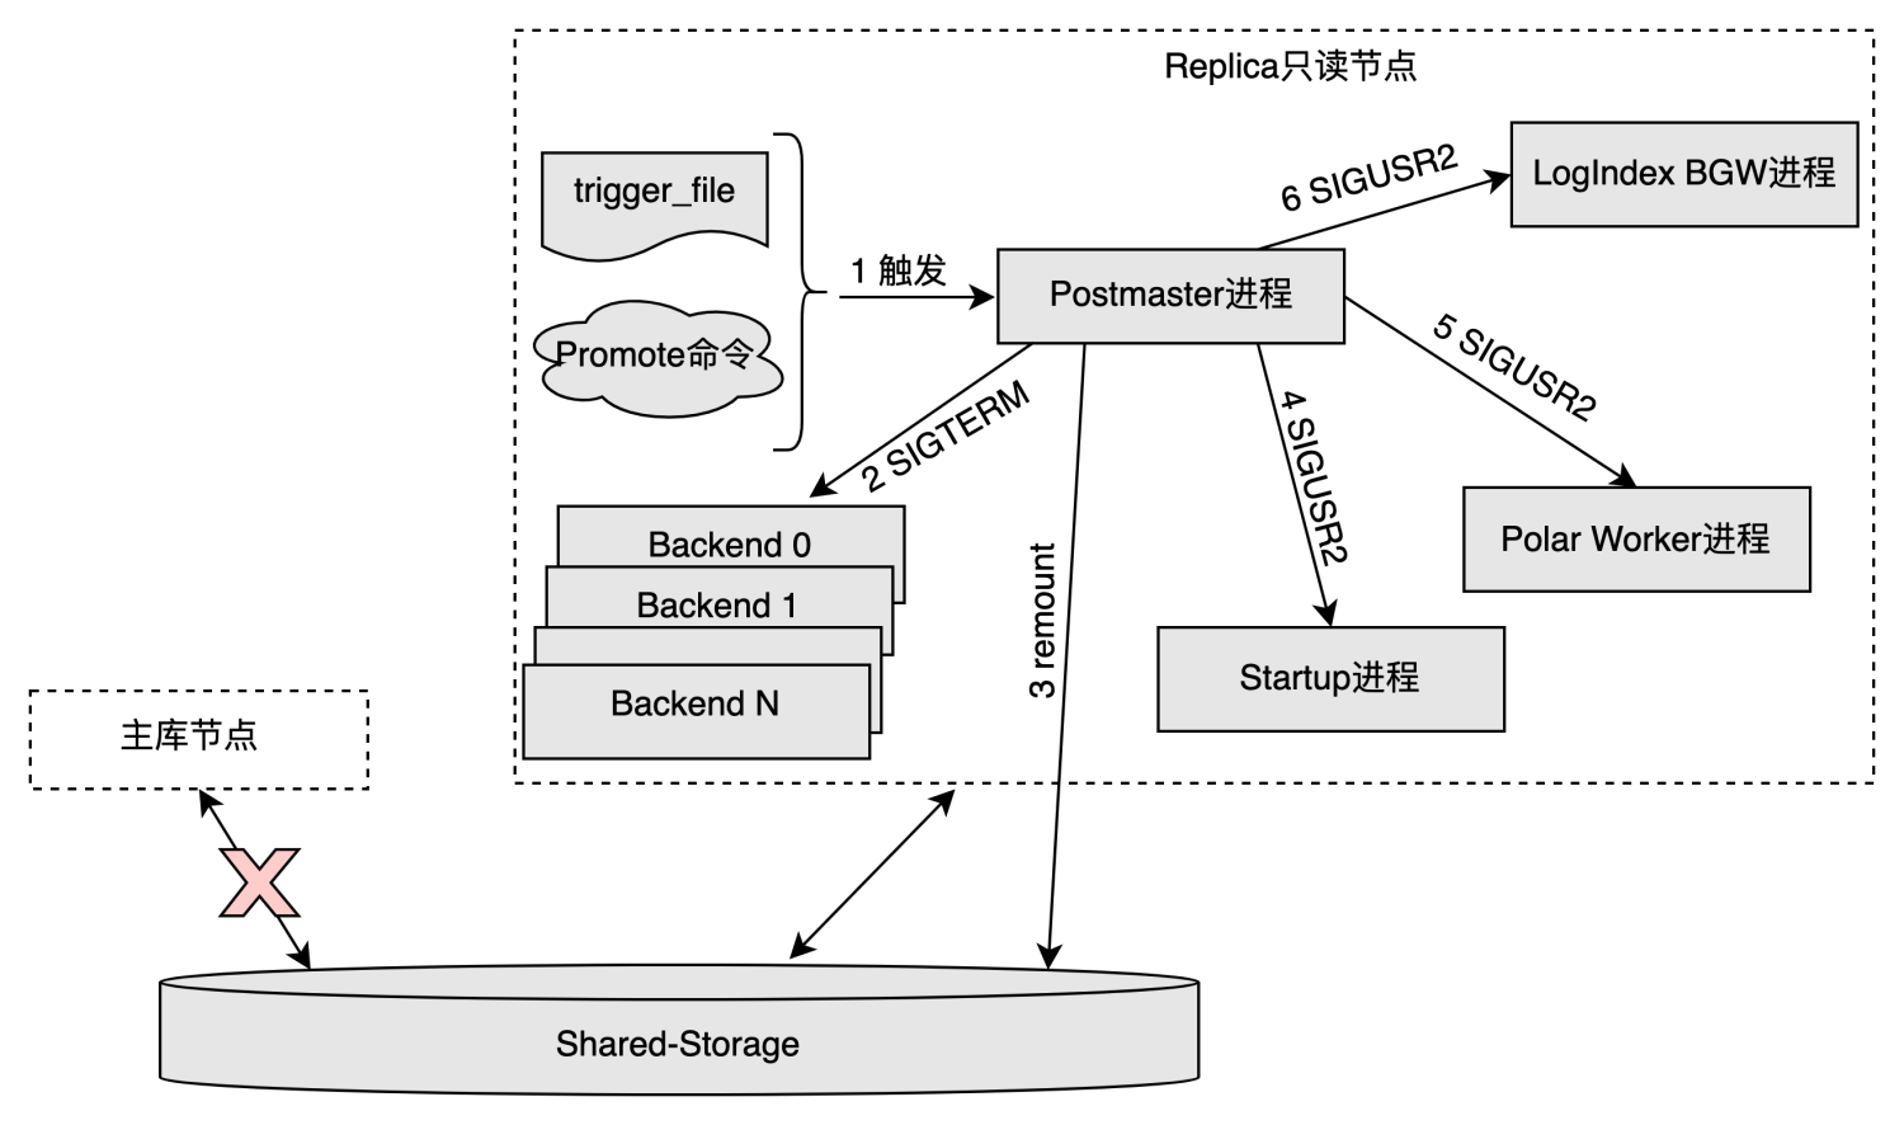 Replica只读节点
trigger_file
Promote命令
1 触发
Postmaster进程
6 SIGUSR2
LogIndex BGW进程
5 SIGUSR2
Polar Worker进程
4 SIGUSR2
Startup进程
2 SIGTERM
Backend 0
Backend 1
Backend N
3 remount
主库节点
Shared-Storage